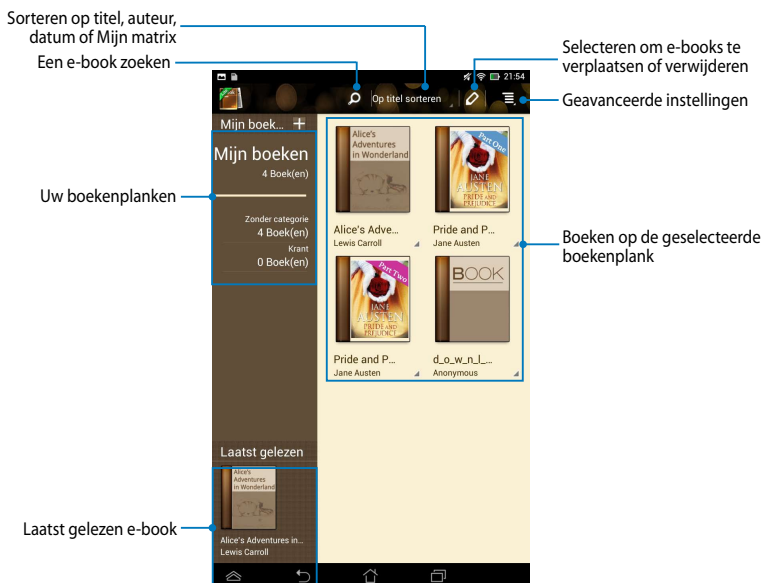 Sorteren op titel, auteur,
datum of Mijn matrix
Een e-book zoeken
Selecteren om e-books te
verplaatsen of verwijderen
Geavanceerde instellingen
21:54
Op titel sorteren
Mijn boek... +
Mijn boeken
4 Boek(en)
Zonder categorie
4 Boek(en)
Krant
0 Boek(en)
Uw boekenplanken
Alice's
Adventures
in Wonderland
Alice's Adve...
Lewis Carroll
Part One
JANE
AUSTEN
PRIDE AND
PREJUDICE
Pride and P...
Jane Austen
Boeken op de geselecteerde
boekenplank
Part Two
JANE
AUSTEN
PRIDE AND
PREJUDICE
Pride and P...
Jane Austen
BOOK
d_o_w_n_l_...
Anonymous
Laatst gelezen
Alice's
Adventures
in Wonderland
Alice's Adventures in...
Lewis Carroll
Laatst gelezen e-book